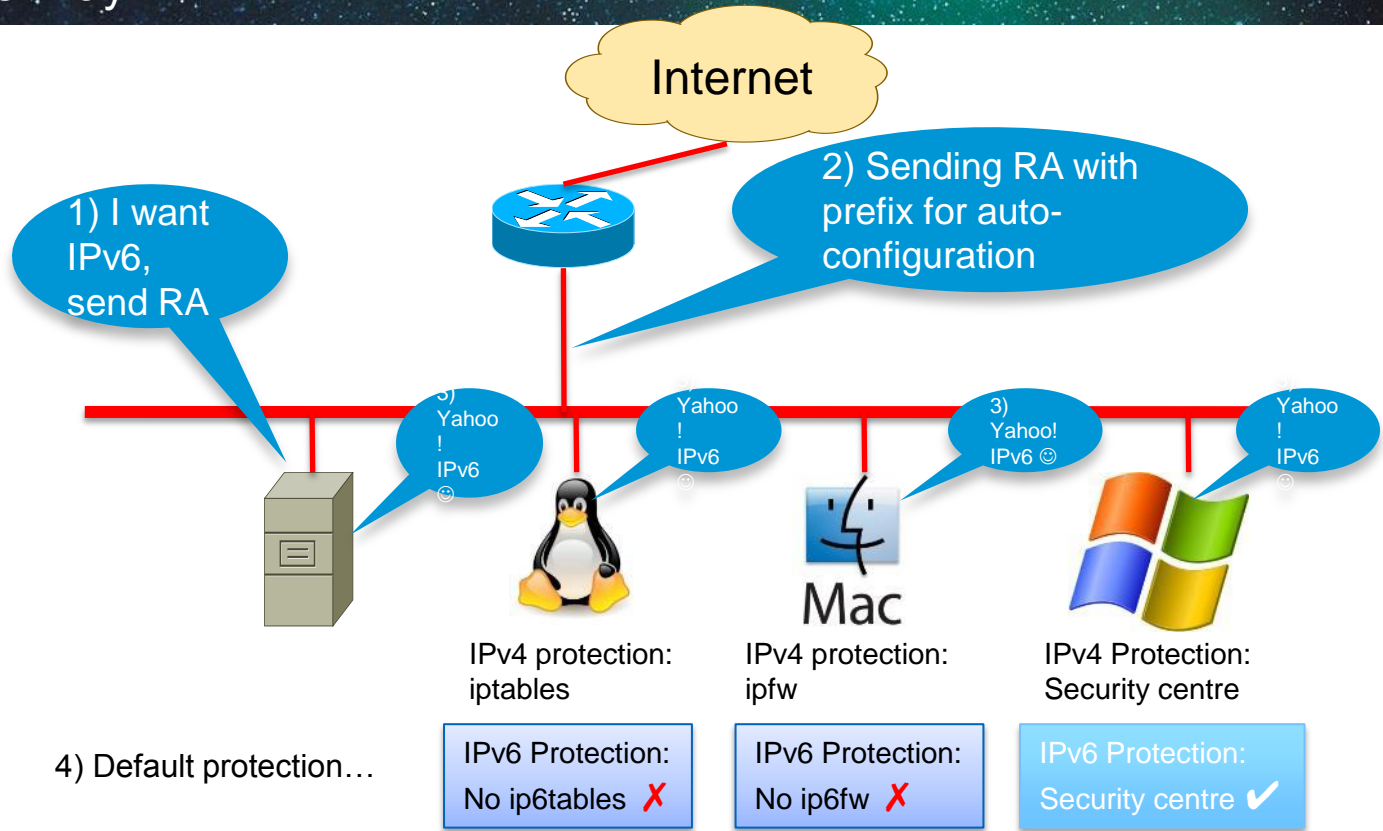 Internet
2) Sending RA with
prefix for auto-
configuration
1) I want
IPv6,
send RA
3)
Yahoo
!
IPv6
☺
Yahoo
!
IPv6
☺
3)
Yahoo!
IPv6 ☺
Yahoo
!
IPv6
☺
Mac
IPv4 protection:
iptables
IPv4 protection:
ipfw
IPv4 Protection:
Security centre
4) Default protection…
IPv6 Protection:
No ip6tables ✗
IPv6 Protection:
No ip6fw ✗
IPv6 Protection:
Security centre ✔